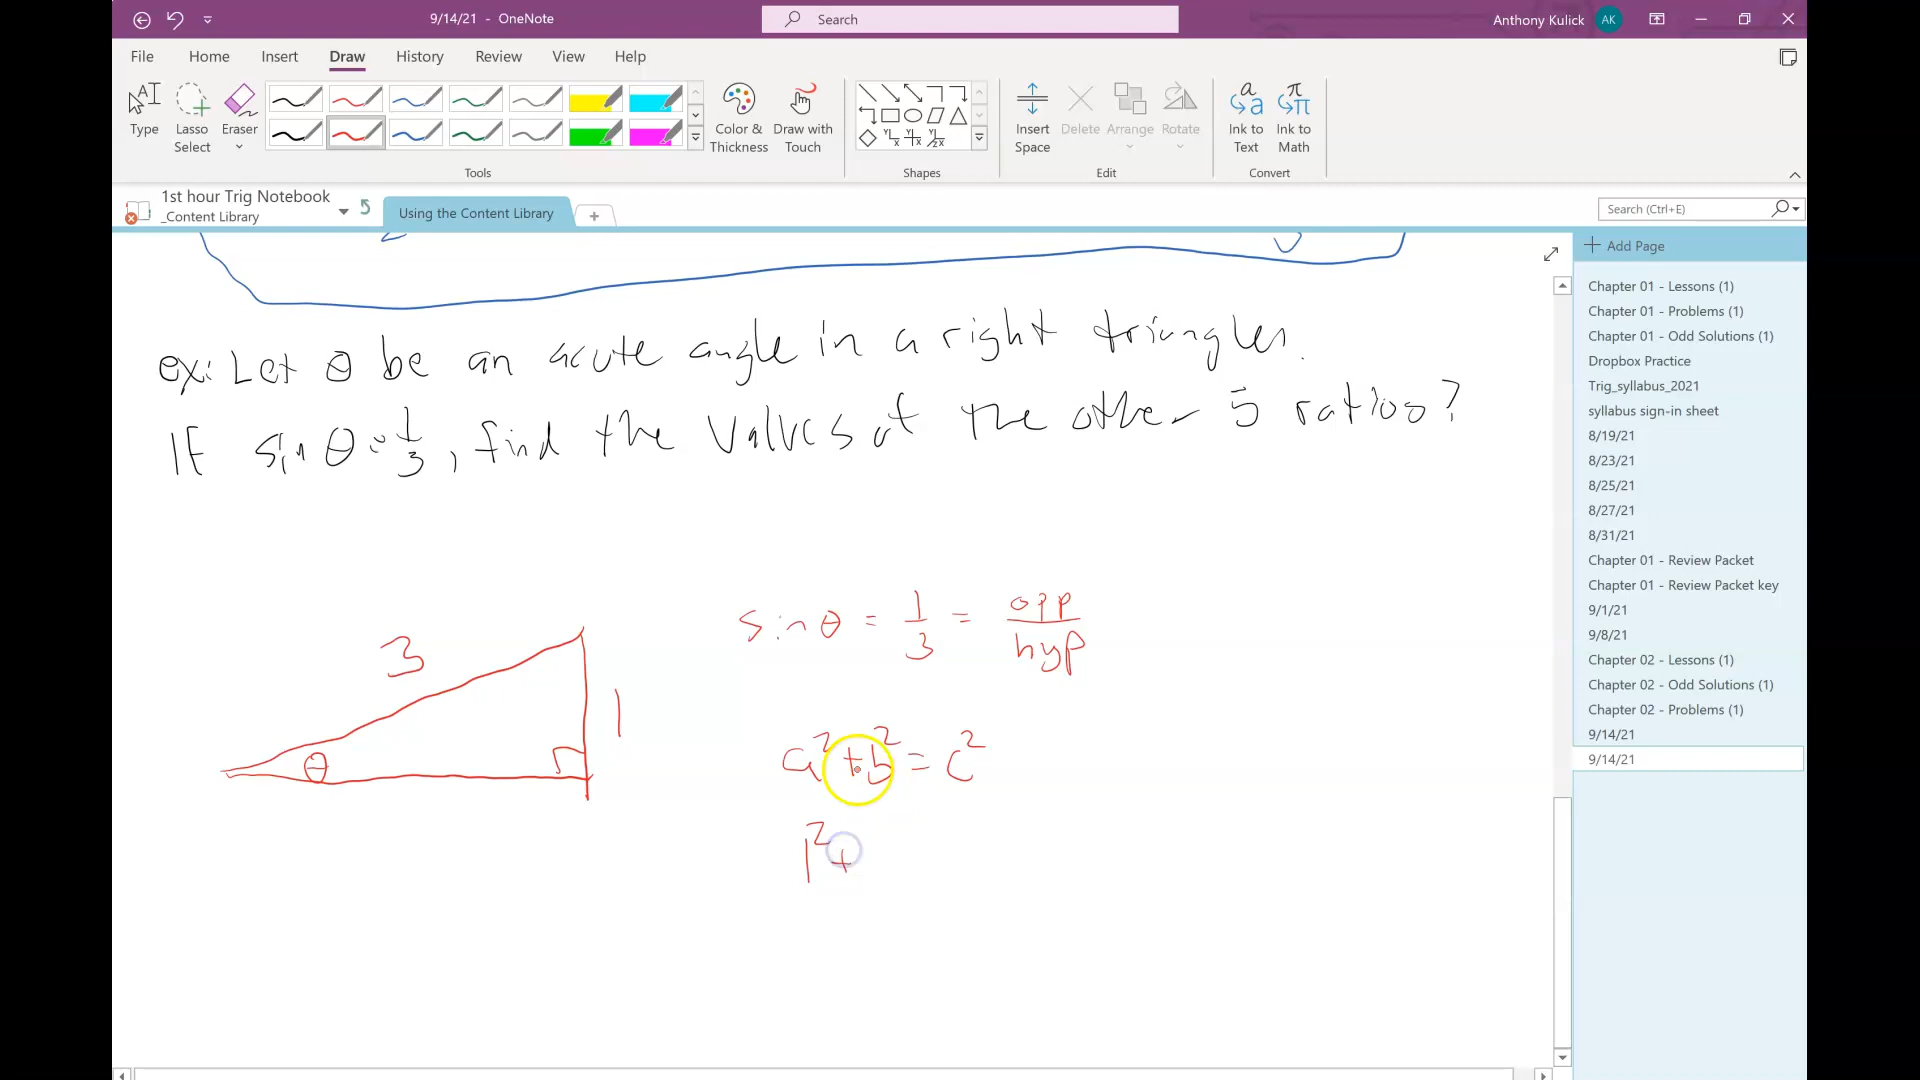 9/14/21 - OneNote
Search
Anthony Kulick AK
File Home Insert Draw History Review View Help
Type
Lasso Select
Eraser
Color & Thickness
Draw with Touch
Insert Space
Delete
Arrange
Rotate
Ink to Text
Ink to Math
Tools
Shapes
Edit
Convert
1st hour Trig Notebook
_Content Library
Using the Content Library
Search (Ctrl+E)
Add Page
Chapter 01 - Lessons (1)
Chapter 01 - Problems (1)
Chapter 01 - Odd Solutions (1)
Dropbox Practice
Trig_syllabus_2021
syllabus sign-in sheet
8/19/21
8/23/21
8/25/21
8/27/21
8/31/21
Chapter 01 - Review Packet
Chapter 01 - Review Packet key
9/1/21
9/8/21
Chapter 02 - Lessons (1)
Chapter 02 - Odd Solutions (1)
Chapter 02 - Problems (1)
9/14/21
9/14/21
ex: Let θ be an acute angle in a right triangles.
If sin θ = 1/3, find the values of the other 5 ratios?
sin θ = 1/3 = opp/hyp
3
1
θ
a² + b² = c²
1² +